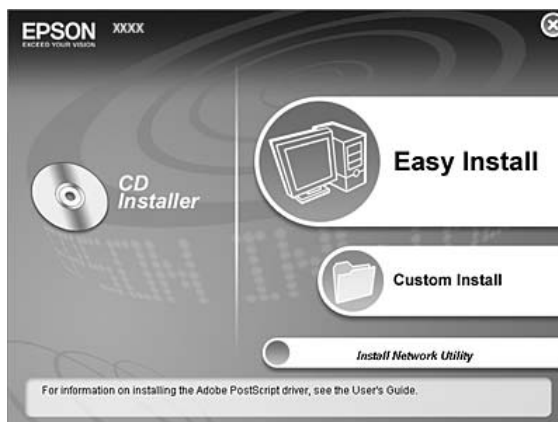 EPSON
EXCEED YOUR VISION
XXXX
CD
Installer
Easy Install
Custom Install
Install Network Utility
For information on installing the Adobe PostScript driver, see the User's Guide.